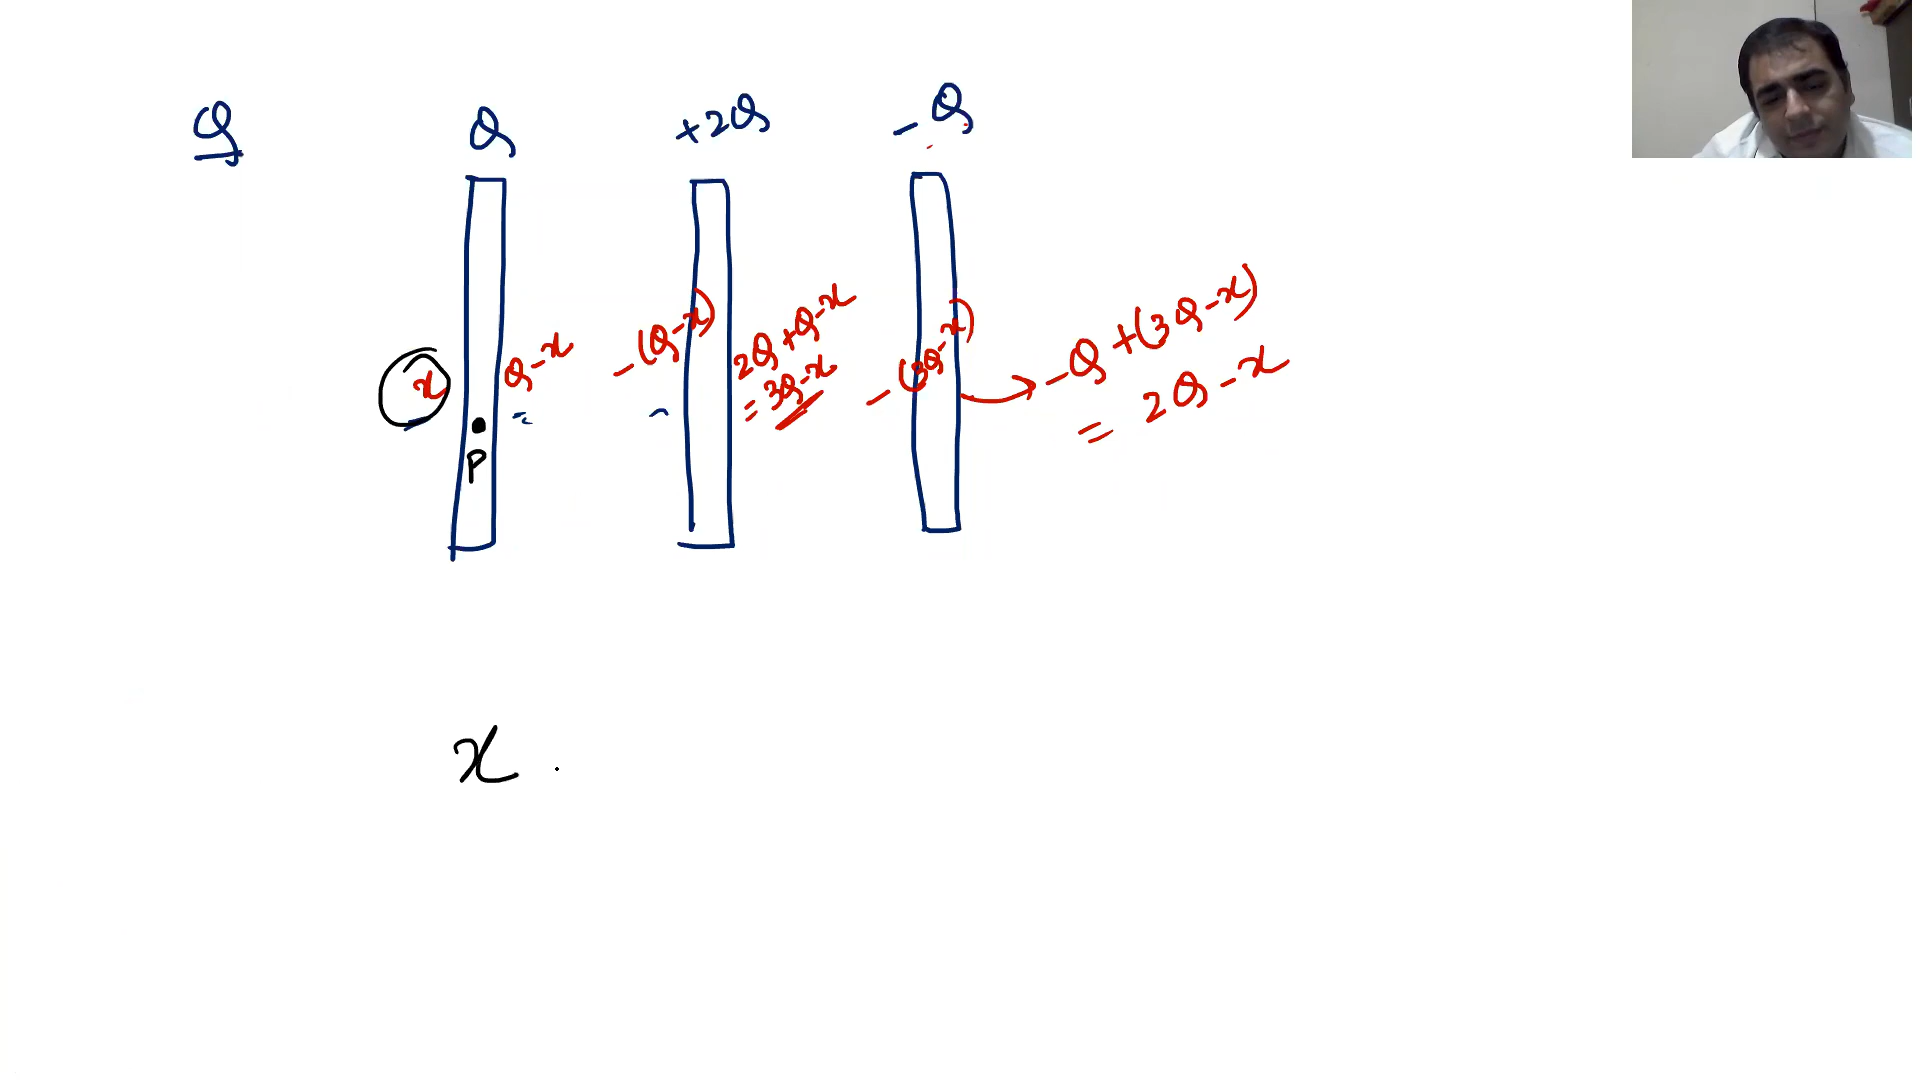 Q
Q
+2Q
-Q
x
Q-x
-(Q-x)
2Q+Q-x
= 3Q-x
-(3Q-x)
-Q+(3Q-x)
= 2Q-x
P
x